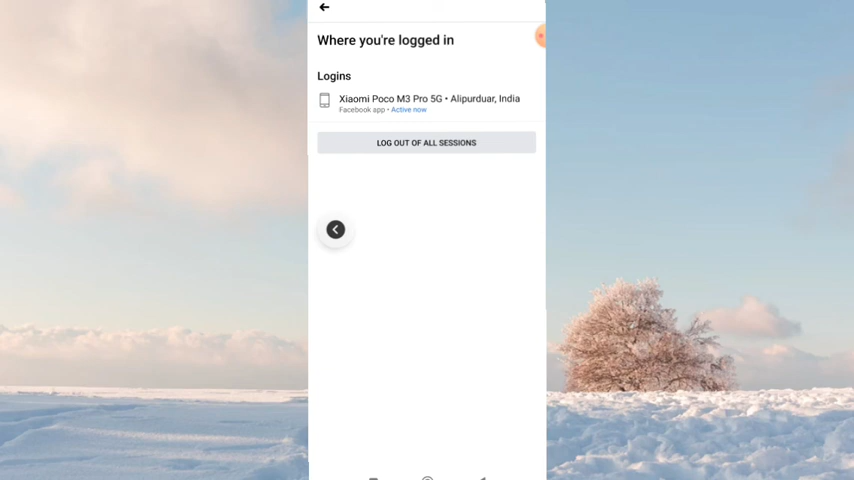 Where you're logged in
Logins
Xiaomi Poco M3 Pro 5G • Alipurduar, India
Facebook app • Active now
LOG OUT OF ALL SESSIONS